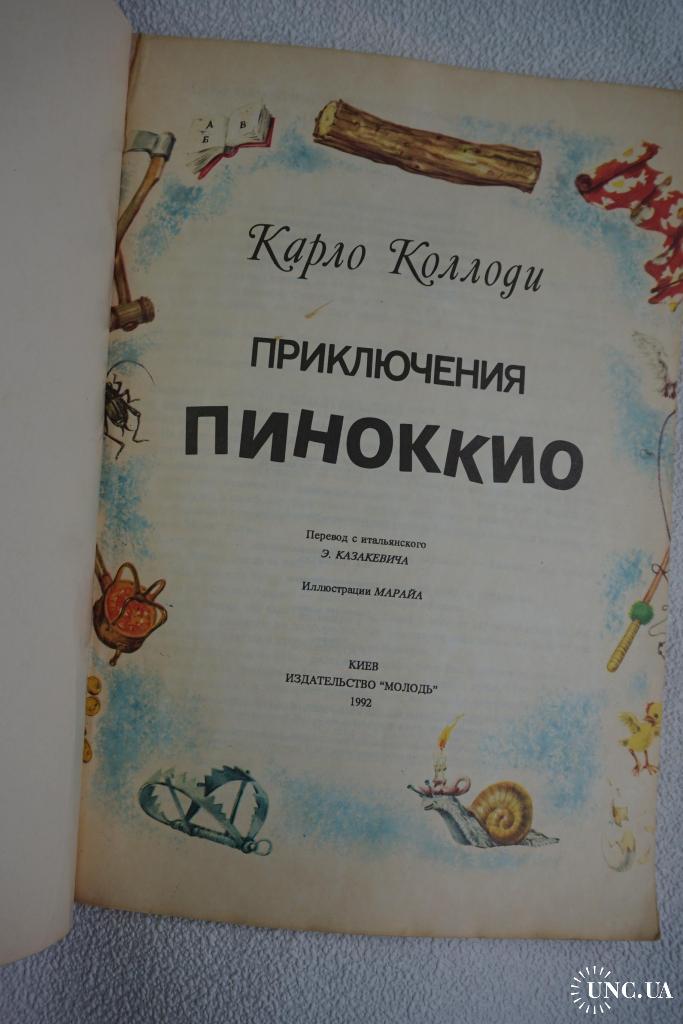 А Б В
Карло Коллоди
ПРИКЛЮЧЕНИЯ
ПИНОККИО
Перевод с итальянского
Э. КАЗАКЕВИЧА
Иллюстрации МАРАЙА
КИЕВ
ИЗДАТЕЛЬСТВО "МОЛОДЬ"
1992
UNC.UA